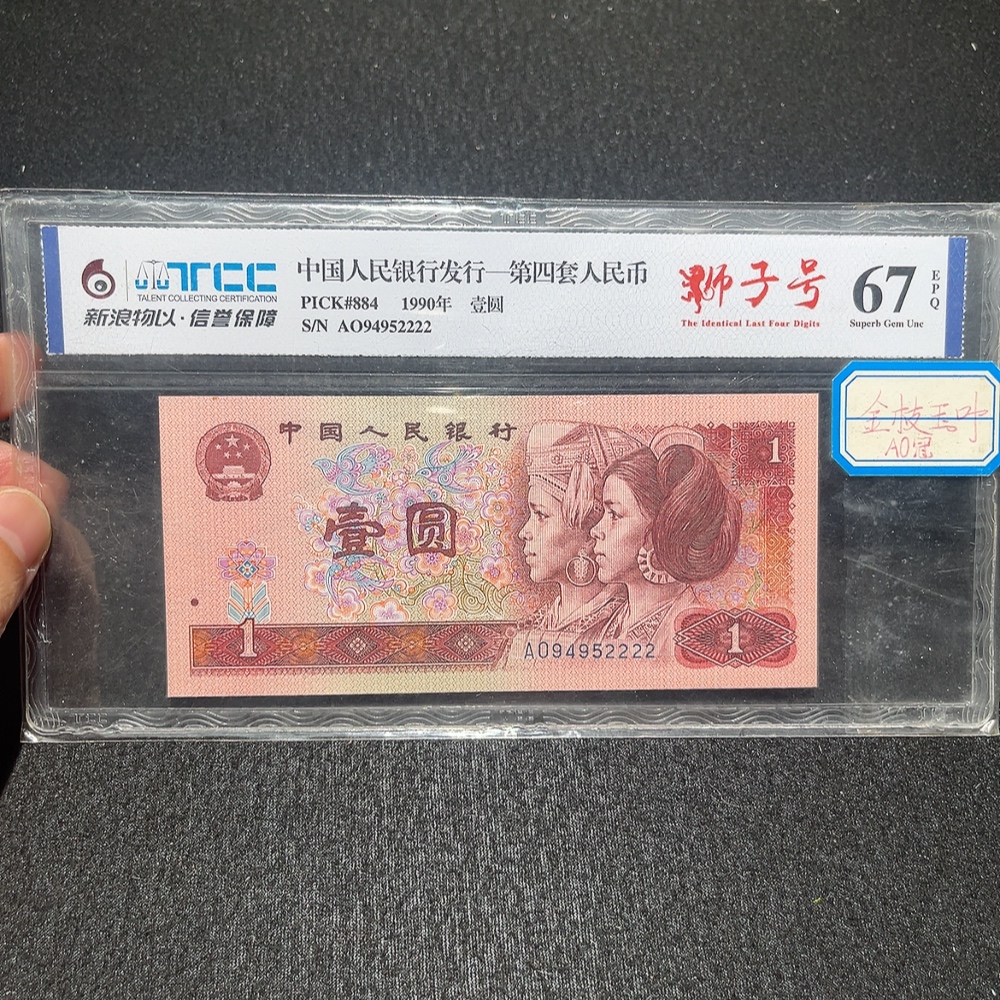 TCC
TALENT COLLECTING CERTIFICATION
新浪物以·信誉保障
中国人民银行发行—第四套人民币
PICK#884 1990年 壹圆
S/N AO94952222
狮子号
The Identical Last Four Digits
67
EPQ
Superb Gem Unc
金枝玉叶
AO冠
中国人民银行
1
壹圆
1
AO94952222
1